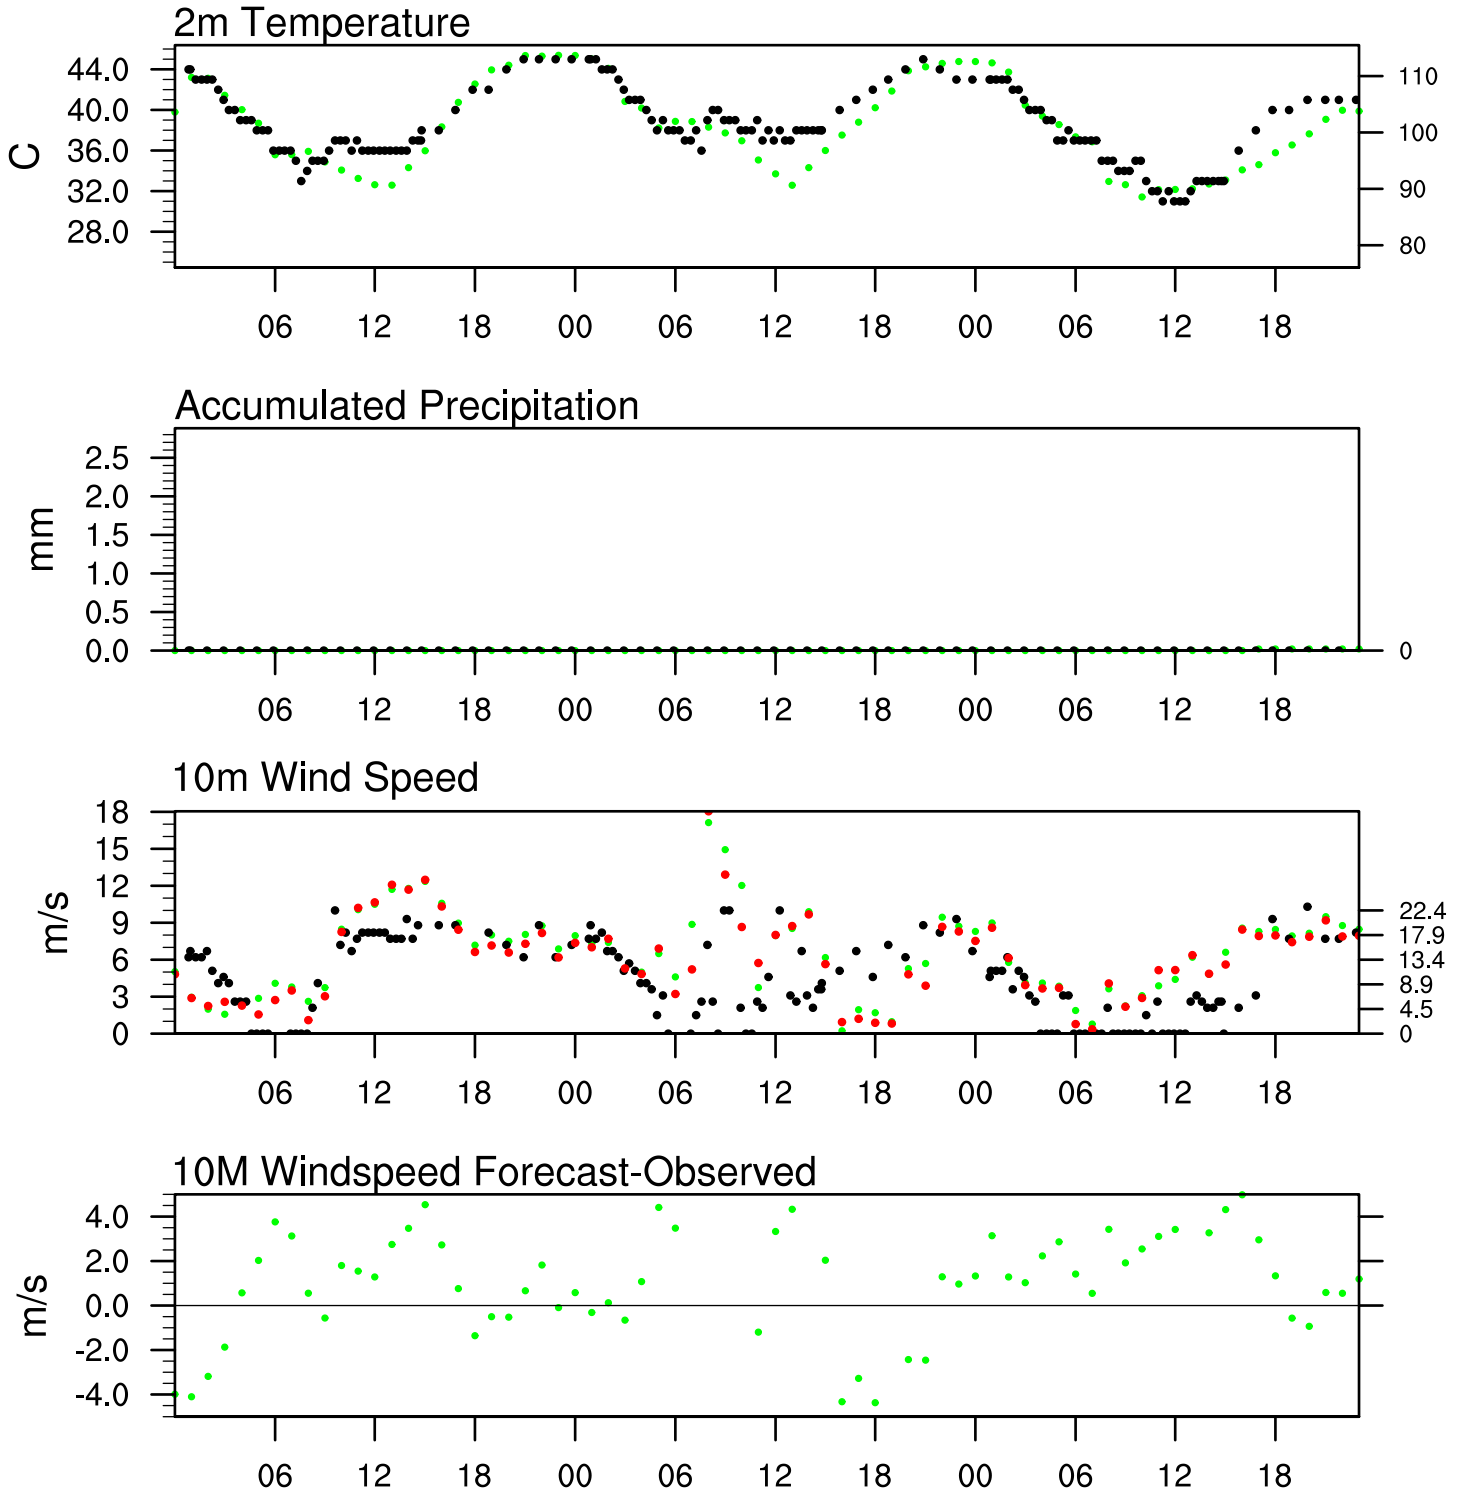 2m Temperature
44.0
40.0
36.0
32.0
28.0
C
110
100
90
80
06 12 18 00 06 12 18 00 06 12 18
Accumulated Precipitation
2.5
2.0
1.5
1.0
0.5
0.0
mm
0
06 12 18 00 06 12 18 00 06 12 18
10m Wind Speed
18
15
12
9
6
3
0
m/s
22.4
17.9
13.4
8.9
4.5
0
06 12 18 00 06 12 18 00 06 12 18
10M Windspeed Forecast-Observed
4.0
2.0
0.0
-2.0
-4.0
m/s
06 12 18 00 06 12 18 00 06 12 18